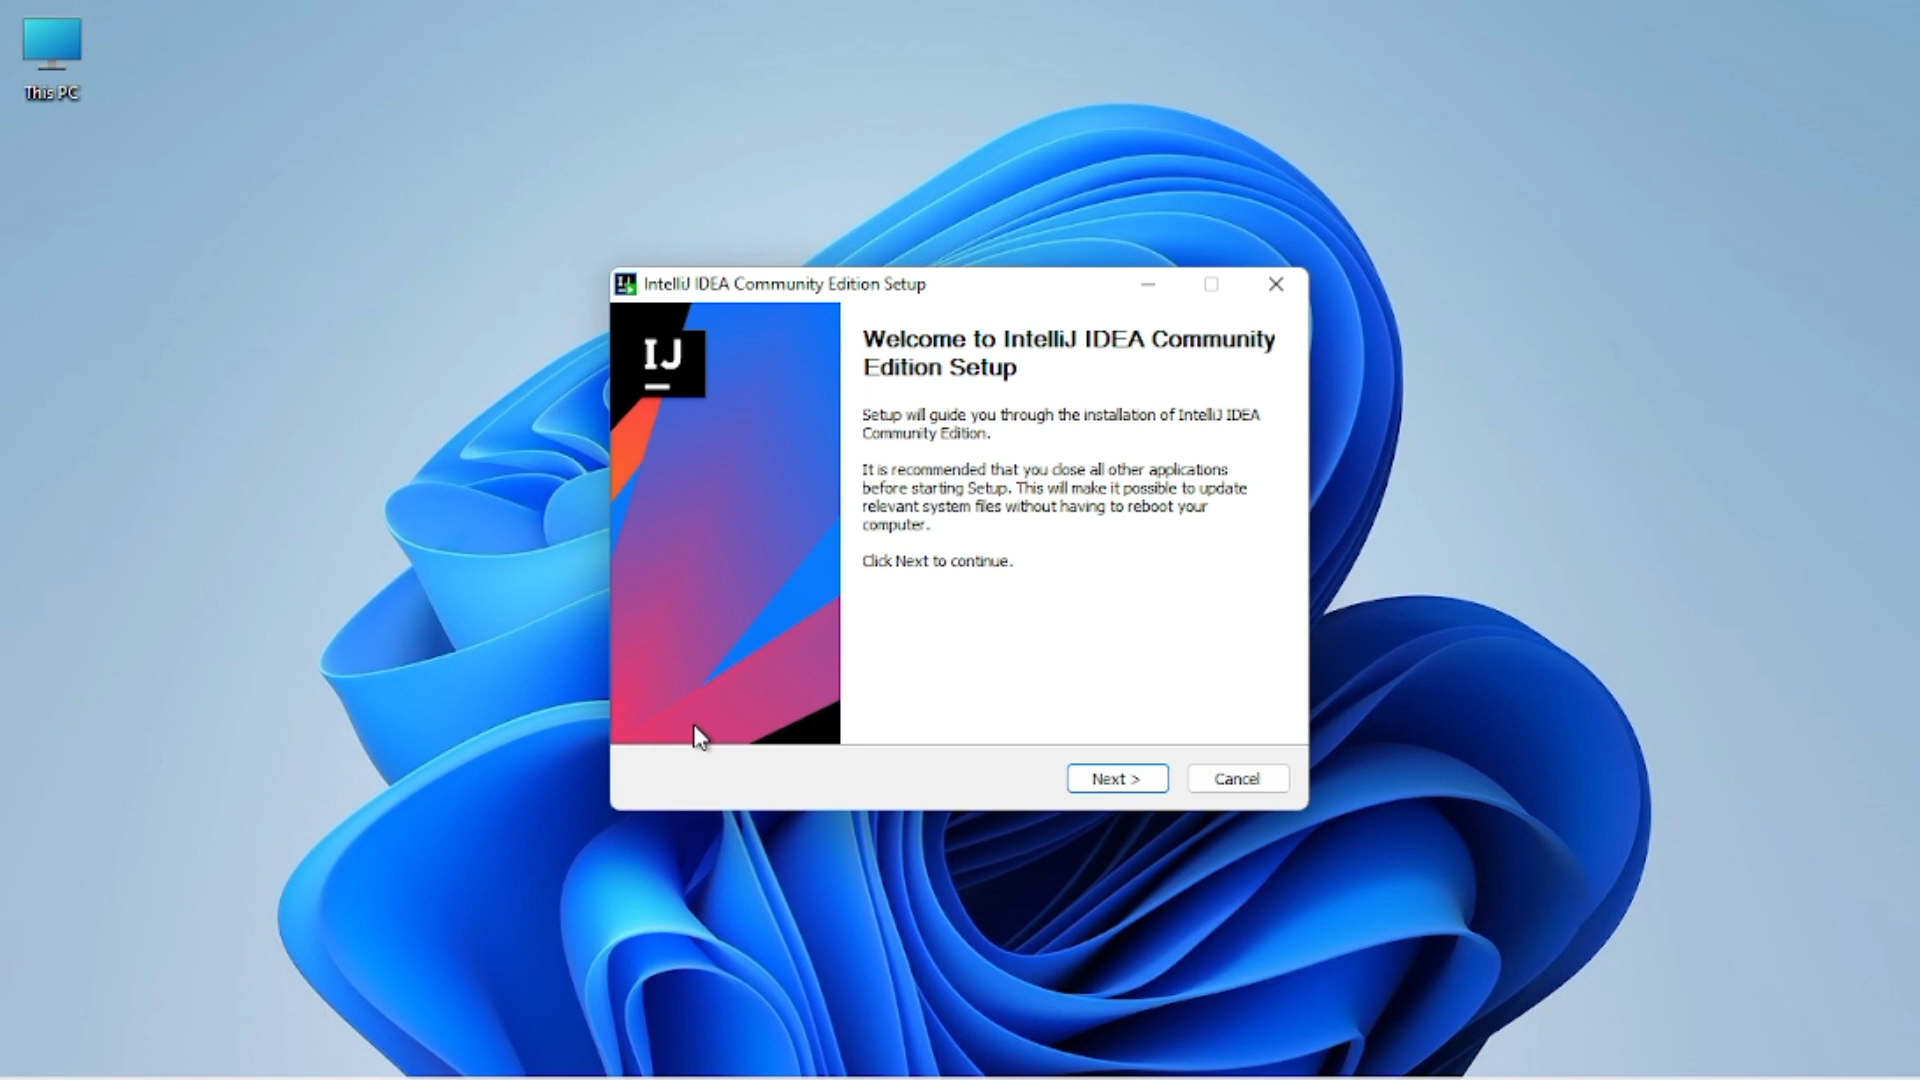 This PC
IntelliJ IDEA Community Edition Setup
IJ
Welcome to IntelliJ IDEA Community
Edition Setup
Setup will guide you through the installation of IntelliJ IDEA
Community Edition.
It is recommended that you close all other applications
before starting Setup. This will make it possible to update
relevant system files without having to reboot your
computer.
Click Next to continue.
Next >
Cancel